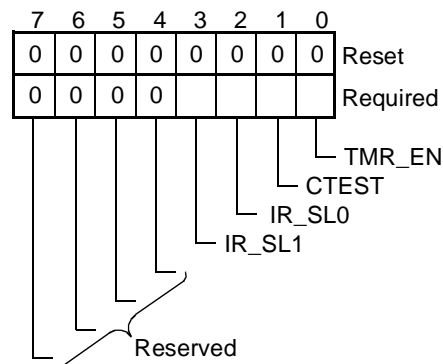 7 6 5 4 3 2 1 0
0 0 0 0 0 0 0 0 Reset
0 0 0 0 Required
TMR_EN
CTEST
IR_SL0
IR_SL1
Reserved